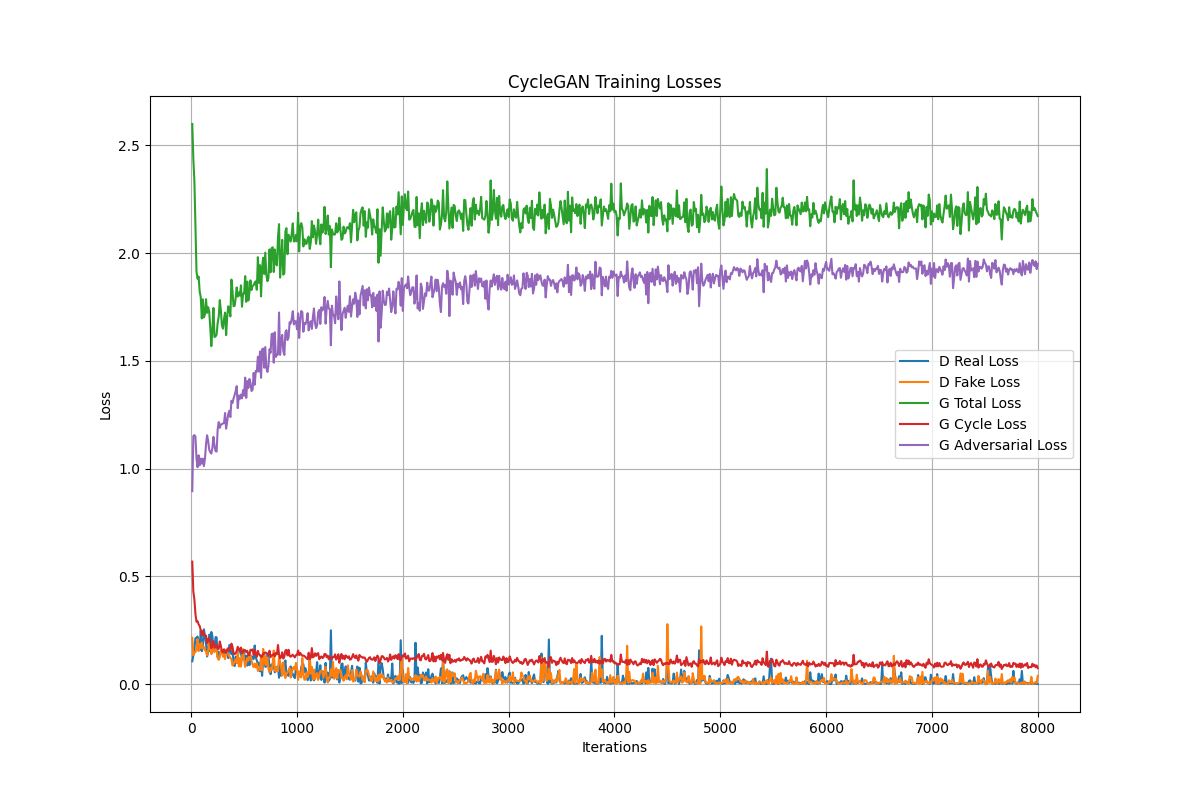 CycleGAN Training Losses
Loss
2.5
2.0
1.5
1.0
0.5
0.0
D Real Loss
D Fake Loss
G Total Loss
G Cycle Loss
G Adversarial Loss
0 1000 2000 3000 4000 5000 6000 7000 8000
Iterations